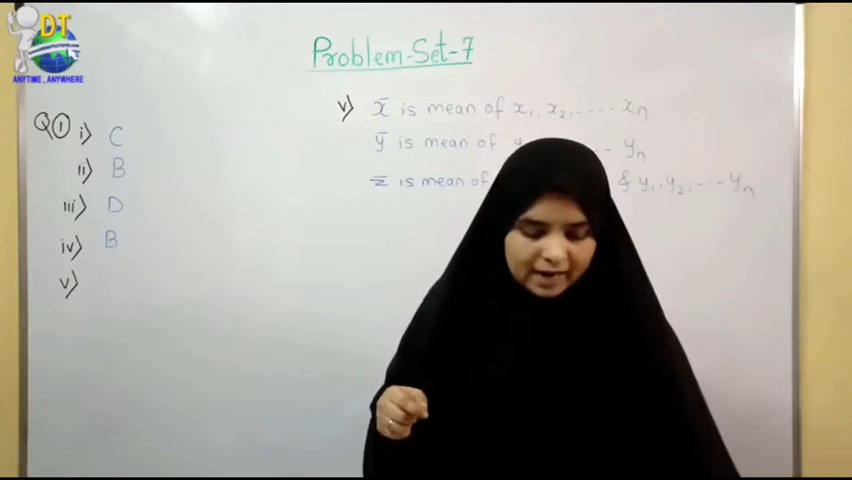 DT
ANYTIME, ANYWHERE
Problem-Set-7
Q① i) C
ii) B
iii) D
iv) B
v)
v) x̄ is mean of x₁, x₂, ..... xₙ
ȳ is mean of -- yₙ
z̄ is mean of & y₁, y₂, ... yₙ